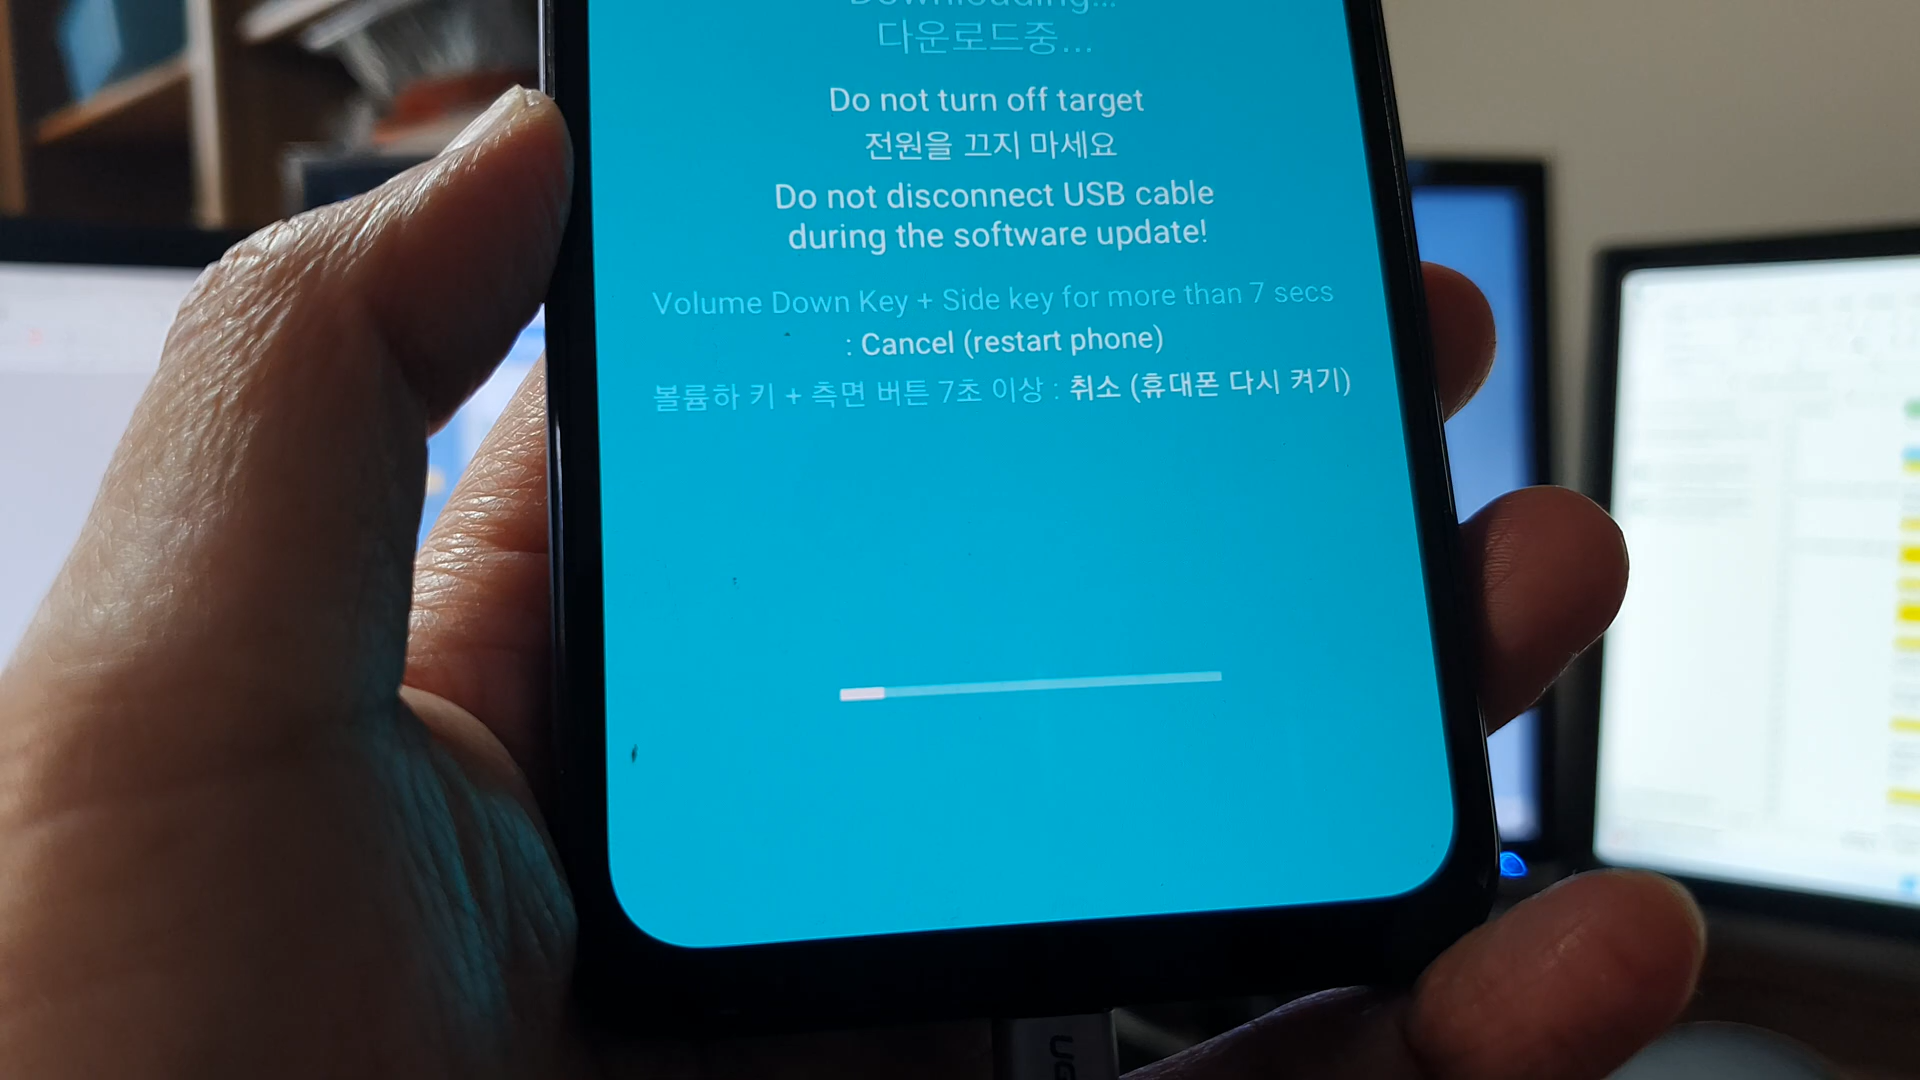 Downloading...
다운로드중...
Do not turn off target
전원을 끄지 마세요
Do not disconnect USB cable
during the software update!
Volume Down Key + Side key for more than 7 secs
: Cancel (restart phone)
볼륨하 키 + 측면 버튼 7초 이상 : 취소 (휴대폰 다시 켜기)
UG